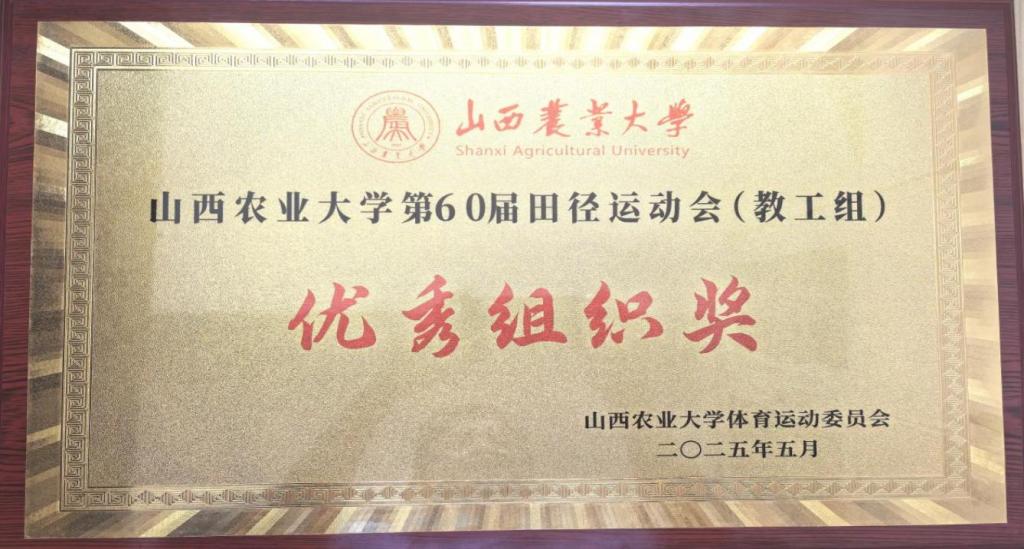 山西農業大學
Shanxi Agricultural University
山西农业大学第60届田径运动会（教工组）
优秀组织奖
山西农业大学体育运动委员会
二〇二五年五月